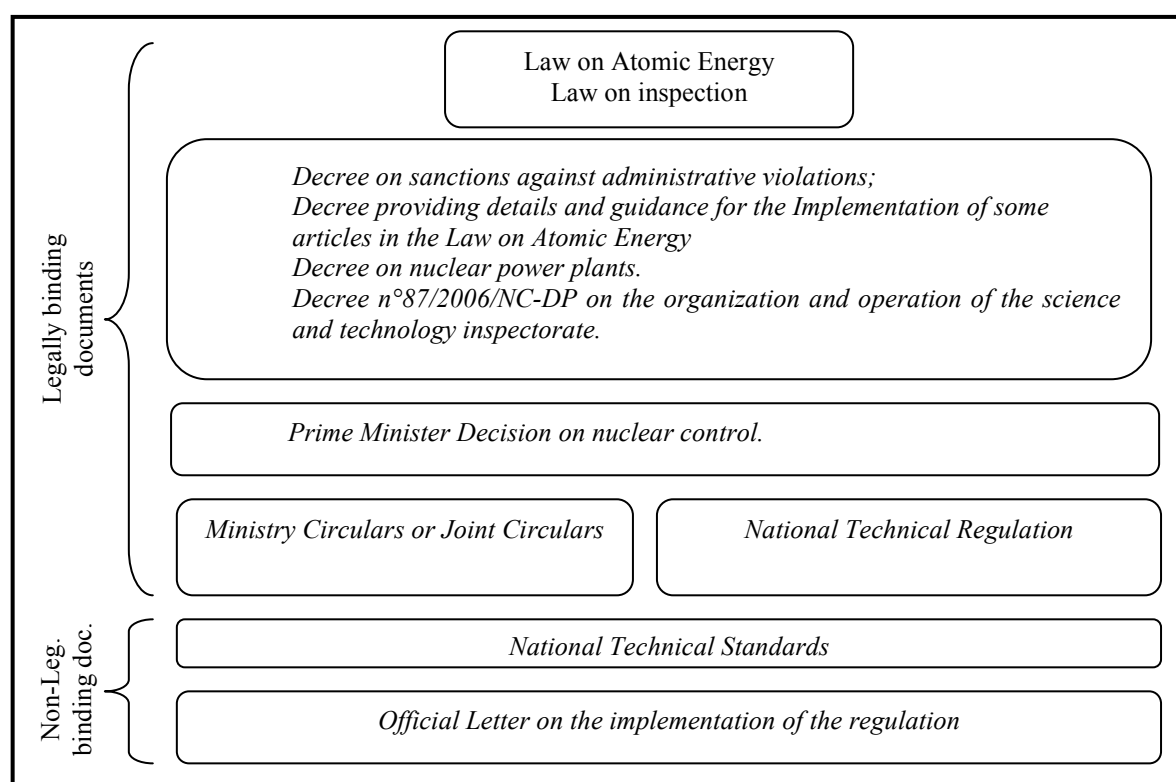 Law on Atomic Energy
Law on inspection
Decree on sanctions against administrative violations;
Decree providing details and guidance for the Implementation of some
articles in the Law on Atomic Energy
Decree on nuclear power plants.
Decree n°87/2006/NC-DP on the organization and operation of the science
and technology inspectorate.
Legally binding
documents
Prime Minister Decision on nuclear control.
Ministry Circulars or Joint Circulars
National Technical Regulation
Non-Leg.
binding doc.
National Technical Standards
Official Letter on the implementation of the regulation